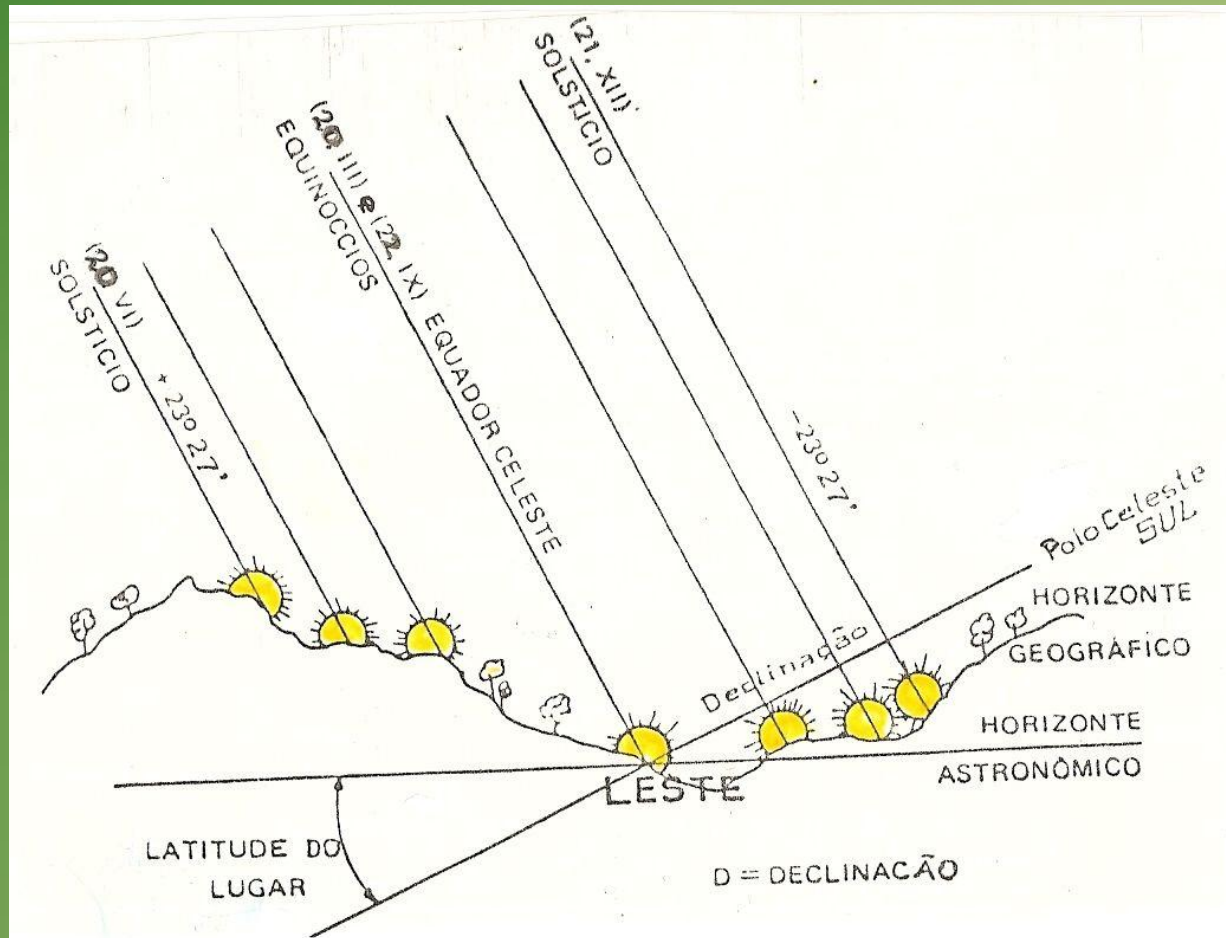 (20 VI)
SOLSTICIO
+ 23º 27'
(20 III) e (22 IX) EQUADOR CELESTE
EQUINOCCIOS
(21, XII)
SOLSTICIO
-23º 27'
Polo Celeste
SUL
Declinação
HORIZONTE
GEOGRÁFICO
HORIZONTE
ASTRONÔMICO
LESTE
LATITUDE DO
LUGAR
D = DECLINACÃO